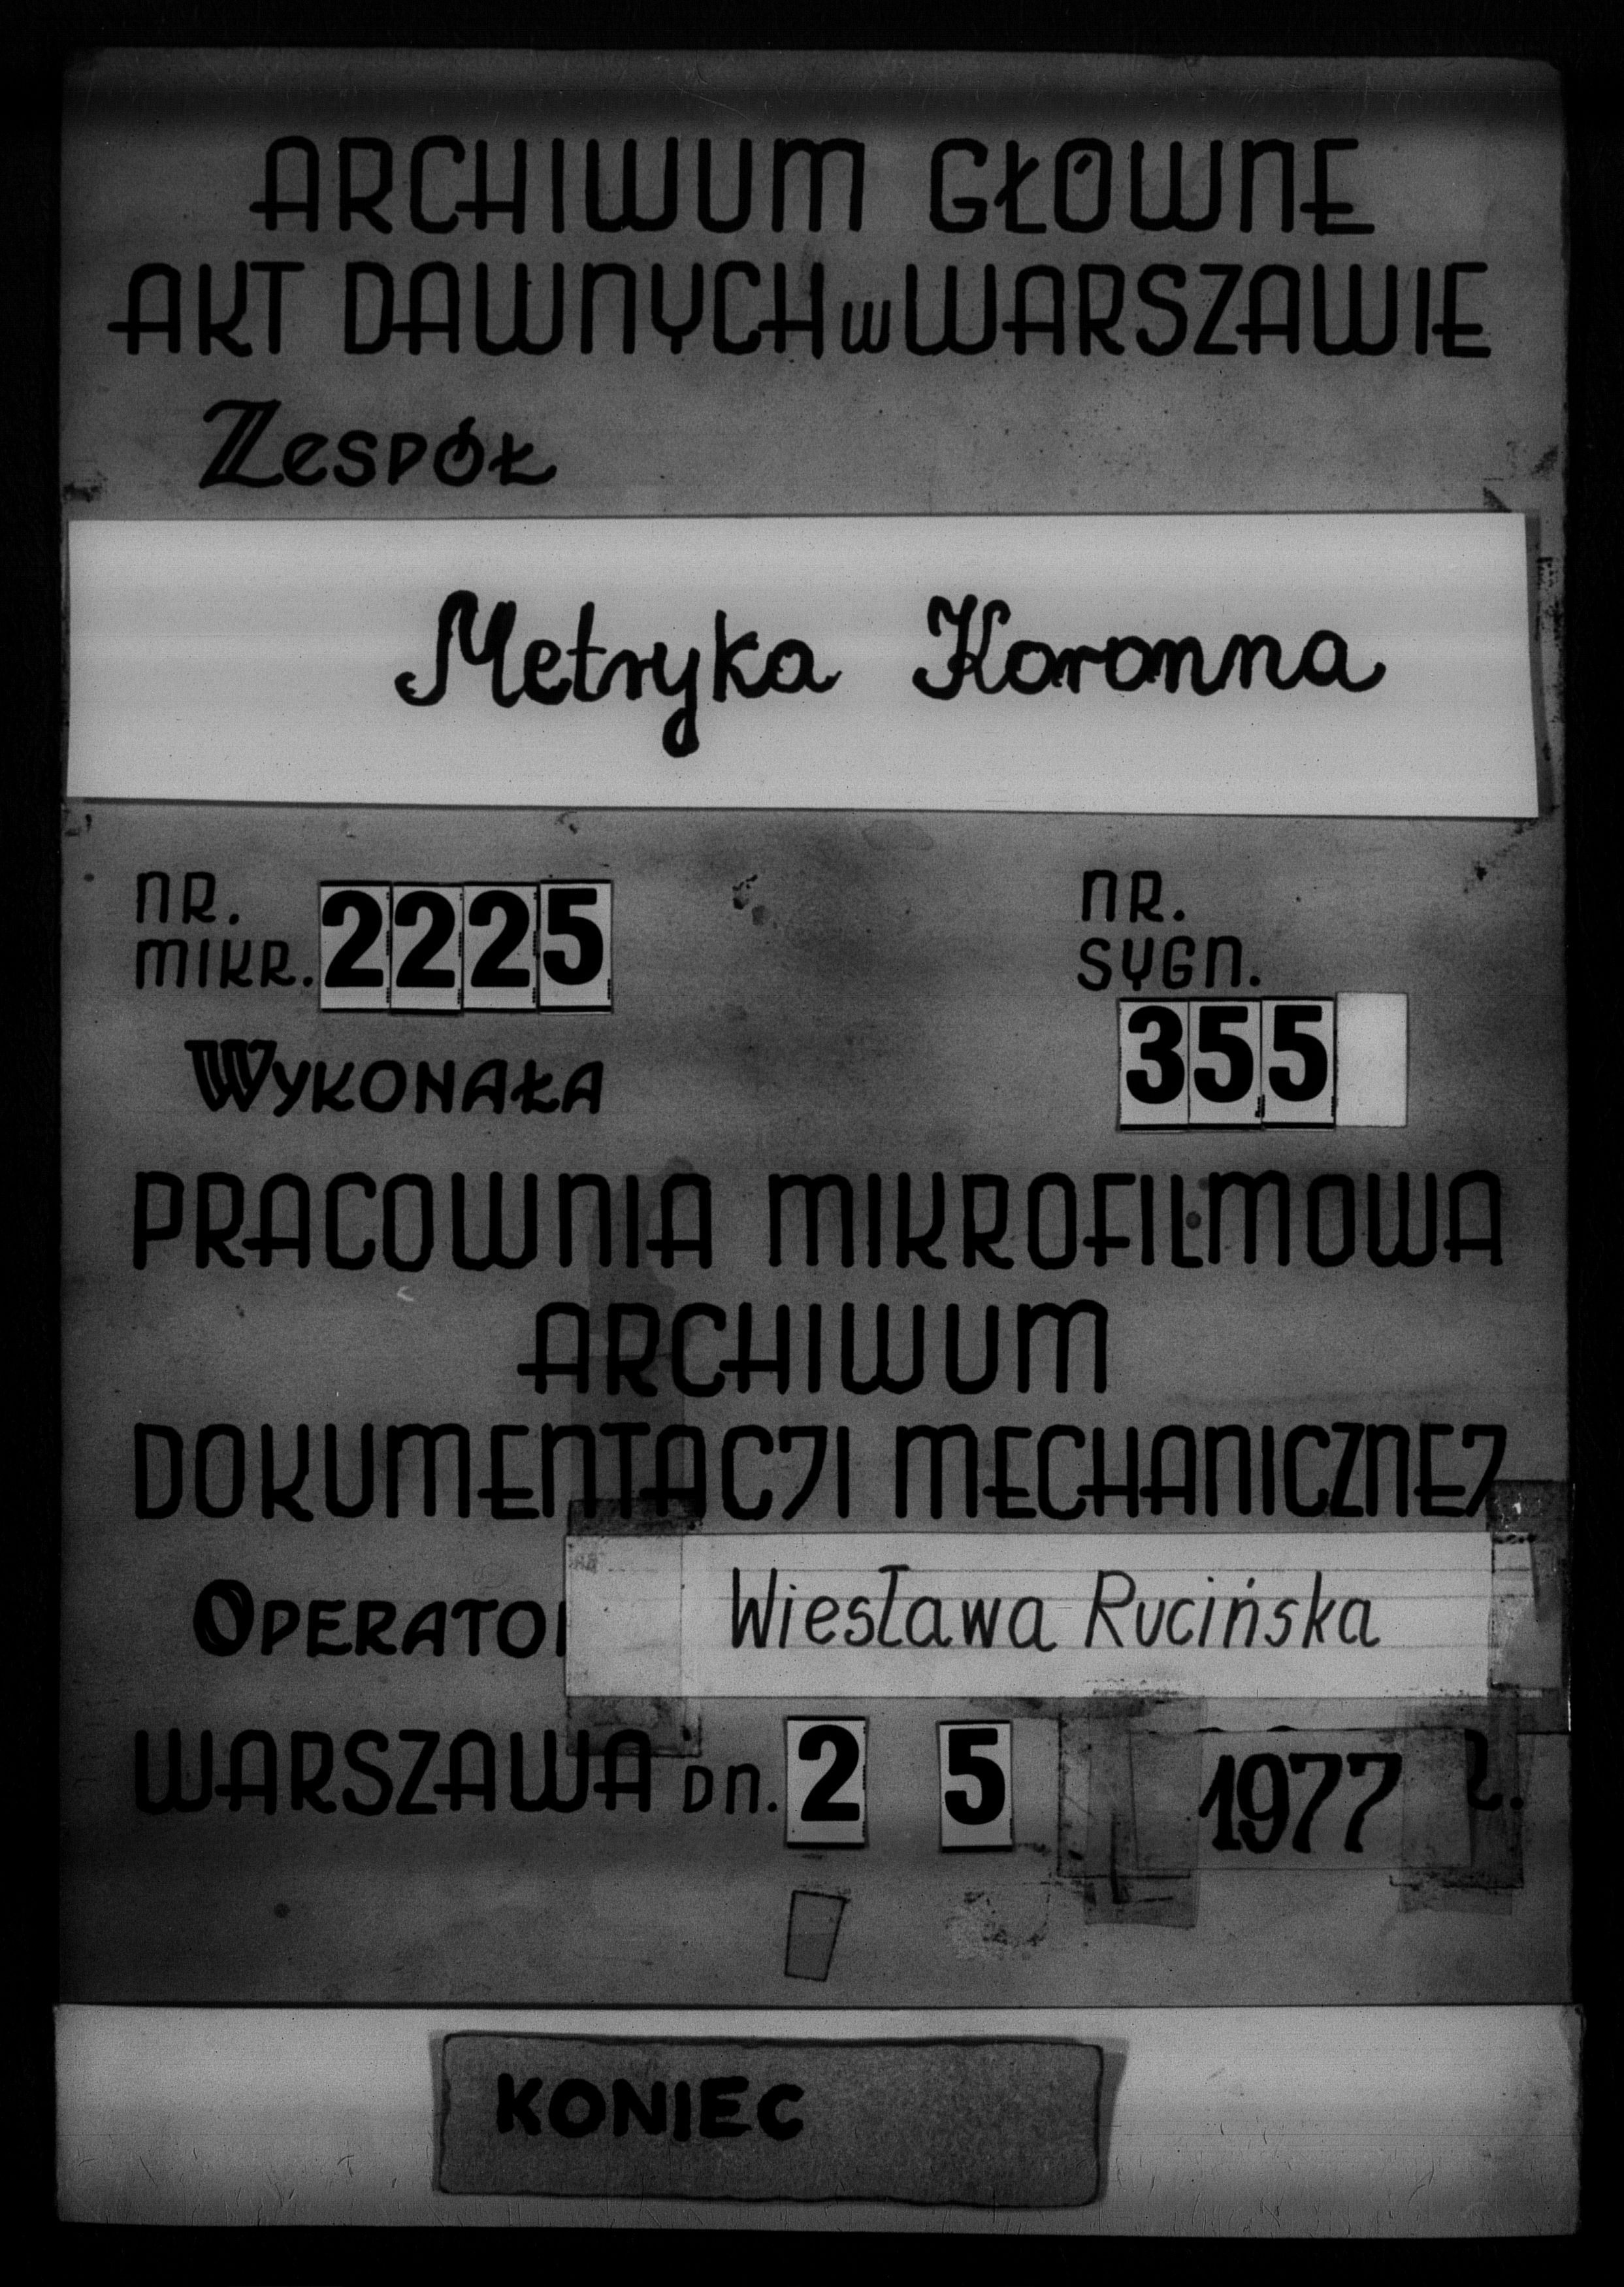 ARCHIWUM GŁÓWNE
AKT DAWNYCH w WARSZAWIE
ZESPÓŁ
Metryka Koronna
NR. MIKR. 2225
NR. SYGN. 355
WYKONAŁA
PRACOWNIA MIKROFILMOWA
ARCHIWUM
DOKUMENTACJI MECHANICZNEJ
OPERATOR Wiesława Rucińska
WARSZAWA DN. 2 5 1977 r.
KONIEC